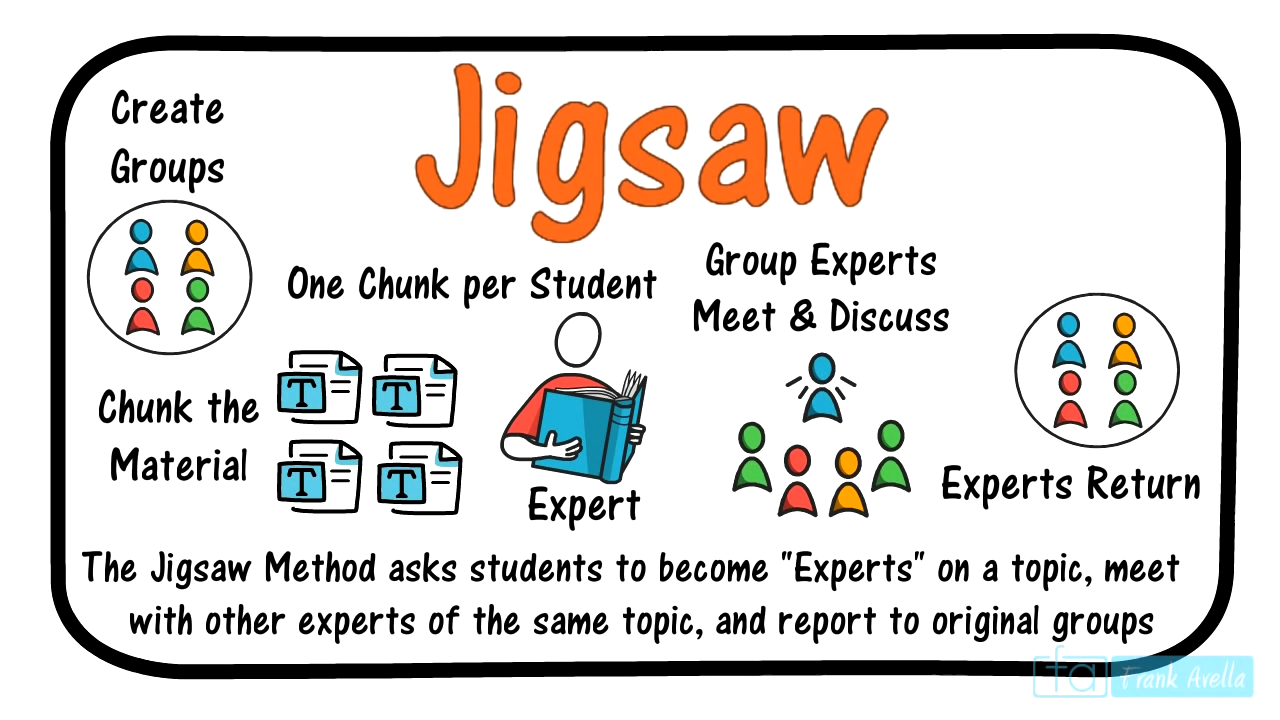 Jigsaw
Create
Groups
Chunk the
Material
One Chunk per Student
T
T
T
T
Expert
Group Experts
Meet & Discuss
Experts Return
The Jigsaw Method asks students to become "Experts" on a topic, meet
with other experts of the same topic, and report to original groups
fa Frank Avella